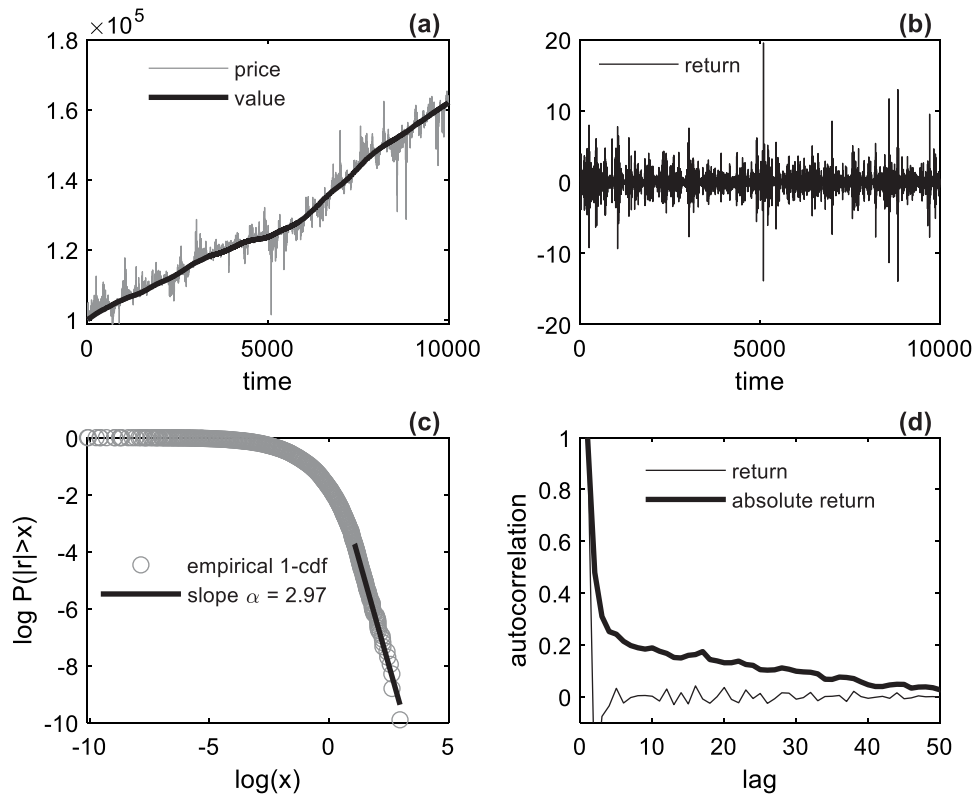 (a)
×10⁵
1.8
1.6
1.4
1.2
1
price
value
0
5000
10000
time
(b)
20
10
0
-10
-20
return
0
5000
10000
time
(c)
0
-2
-4
-6
-8
-10
log P(|r|>x)
empirical 1-cdf
slope α = 2.97
-10
-5
0
5
log(x)
(d)
1
0.8
0.6
0.4
0.2
0
autocorrelation
return
absolute return
0
10
20
30
40
50
lag